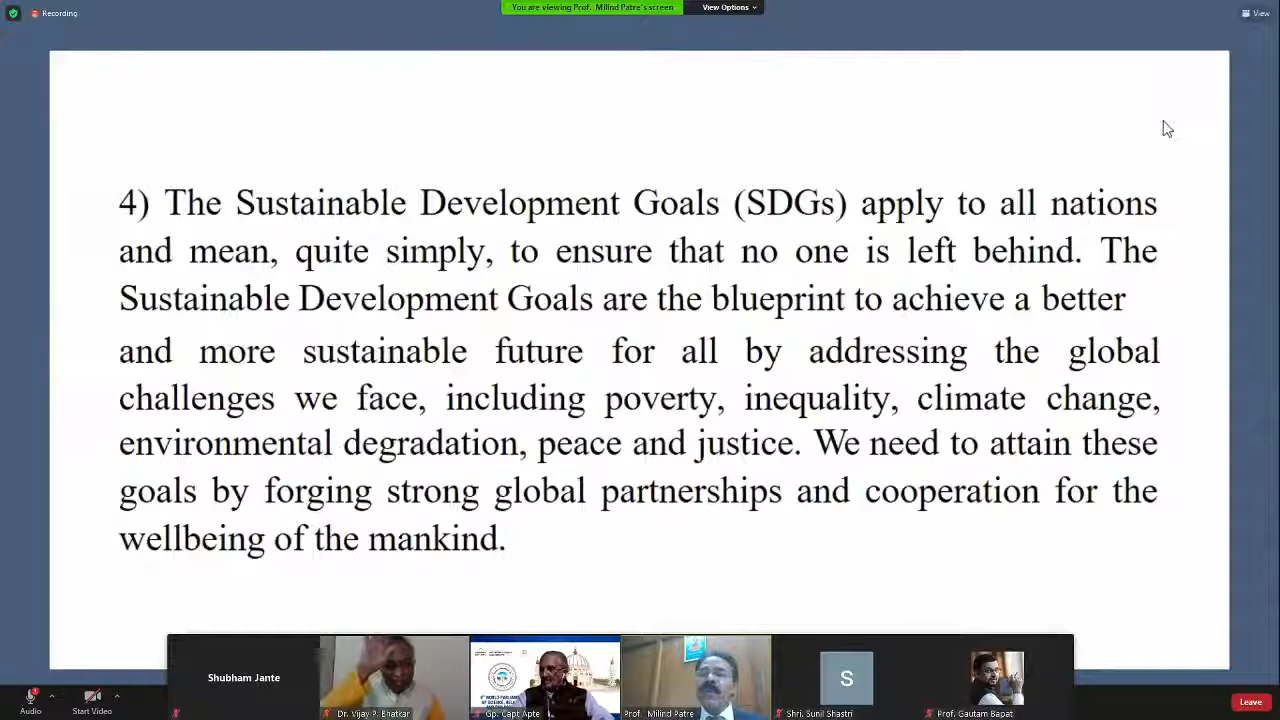 Recording
You are viewing Prof. Milind Patre's screen
View Options
View
4) The Sustainable Development Goals (SDGs) apply to all nations
and mean, quite simply, to ensure that no one is left behind. The
Sustainable Development Goals are the blueprint to achieve a better
and more sustainable future for all by addressing the global
challenges we face, including poverty, inequality, climate change,
environmental degradation, peace and justice. We need to attain these
goals by forging strong global partnerships and cooperation for the
wellbeing of the mankind.
Shubham Jante
S
Dr. Vijay P. Bhatkar
Gp. Capt Apte
Prof. Milind Patre
Shri. Sunil Shastri
Prof. Gautam Bapat
Audio
Start Video
Leave